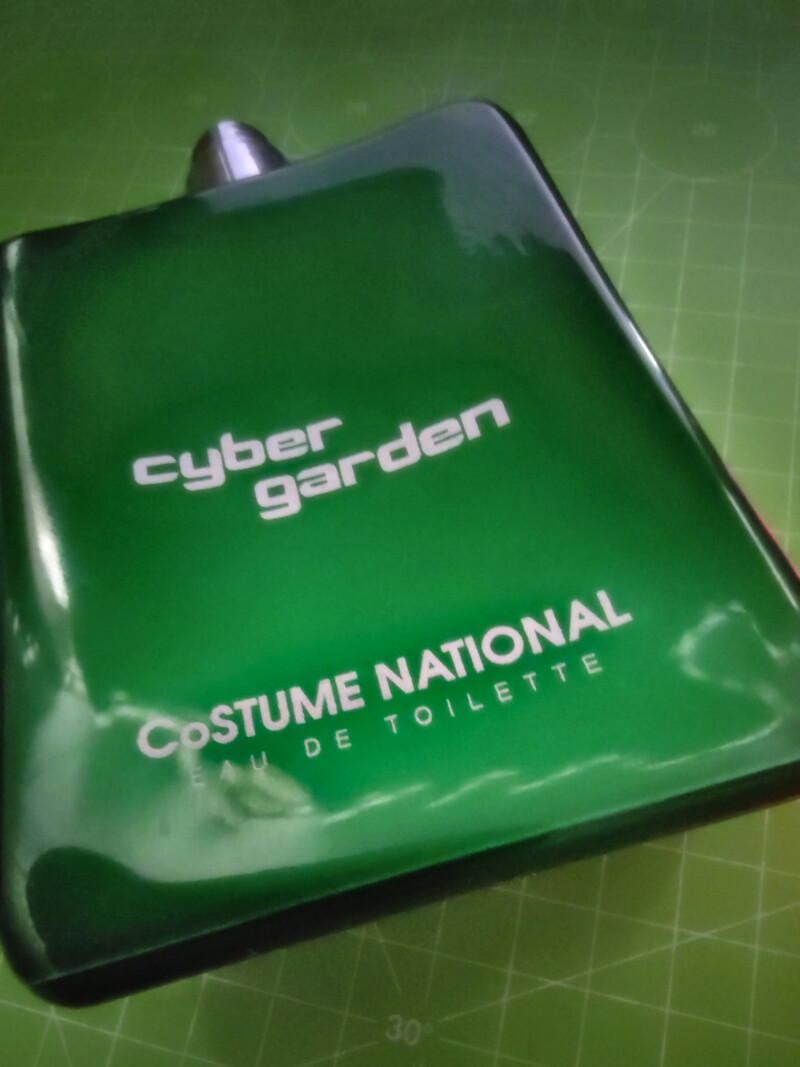 cyber
garden
CoSTUME NATIONAL
EAU DE TOILETTE
30°